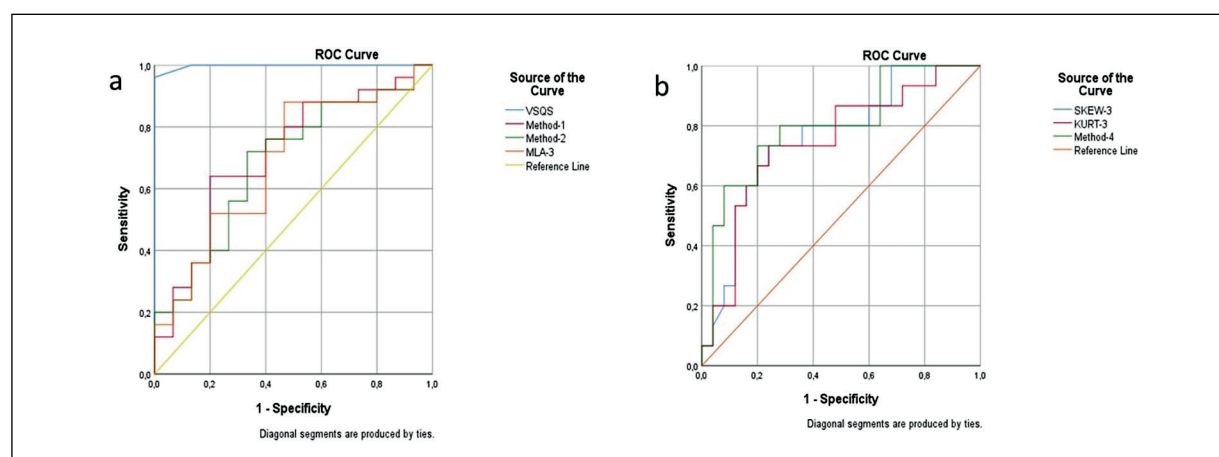 a
ROC Curve
1,0
0,8
0,6
0,4
0,2
0,0
Sensitivity
0,0 0,2 0,4 0,6 0,8 1,0
1 - Specificity
Diagonal segments are produced by ties.
Source of the
Curve
VSQS
Method-1
Method-2
MLA-3
Reference Line
b
ROC Curve
1,0
0,8
0,6
0,4
0,2
0,0
Sensitivity
0,0 0,2 0,4 0,6 0,8 1,0
1 - Specificity
Diagonal segments are produced by ties.
Source of the
Curve
SKEW-3
KURT-3
Method-4
Reference Line